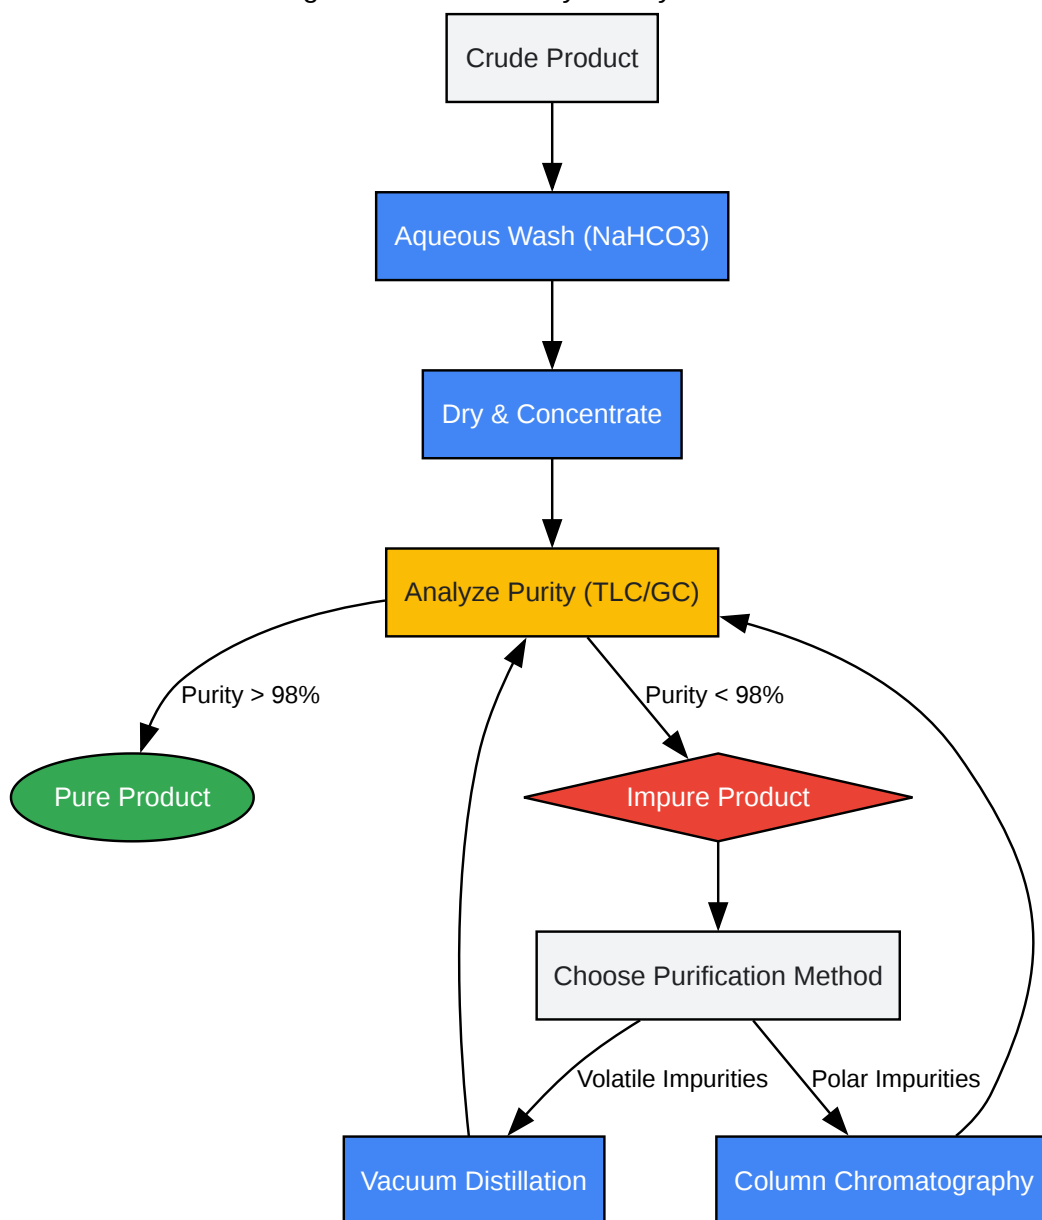 Crude Product
Aqueous Wash (NaHCO3)
Dry & Concentrate
Analyze Purity (TLC/GC)
Purity > 98%
Purity < 98%
Pure Product
Impure Product
Choose Purification Method
Volatile Impurities
Polar Impurities
Vacuum Distillation
Column Chromatography